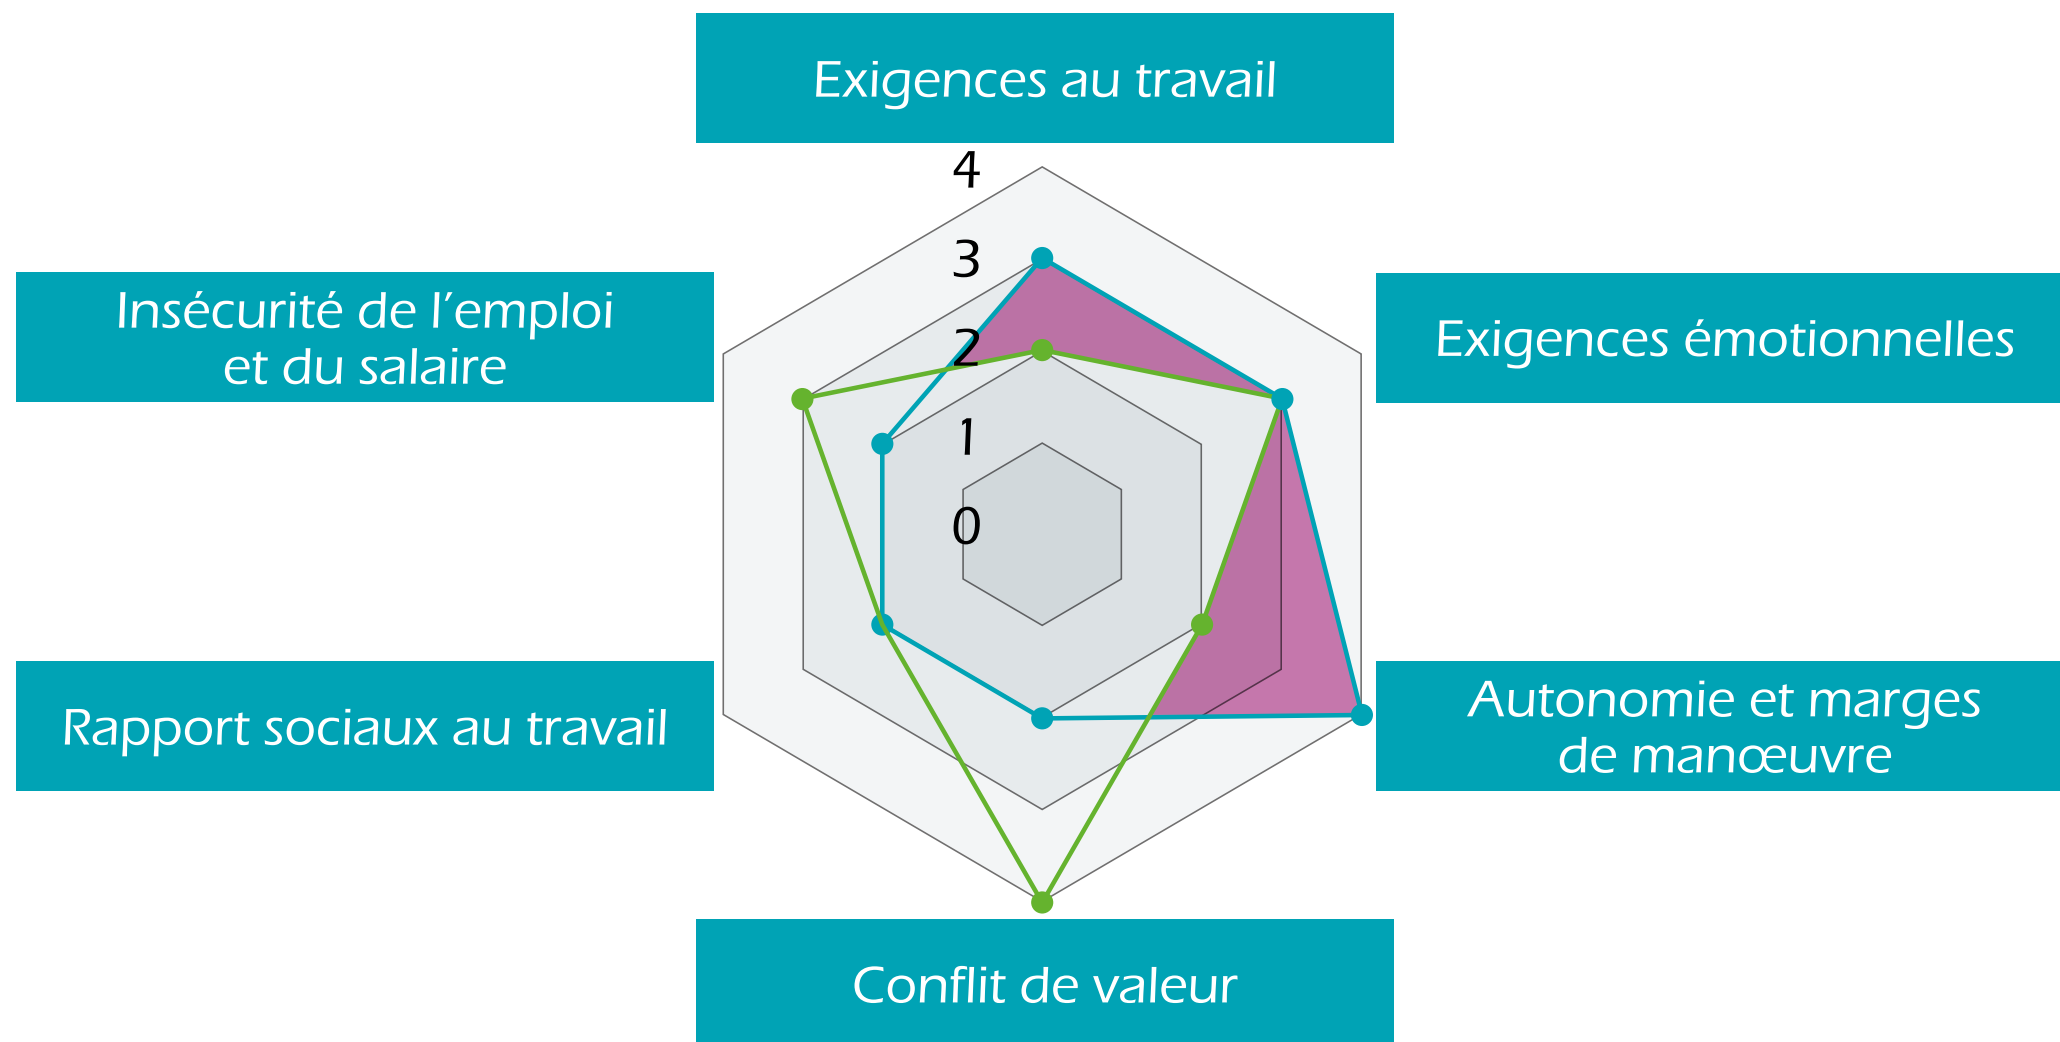 Exigences au travail
4
3
2
1
0
Insécurité de l’emploi
et du salaire
Exigences émotionnelles
Rapport sociaux au travail
Autonomie et marges
de manœuvre
Conflit de valeur